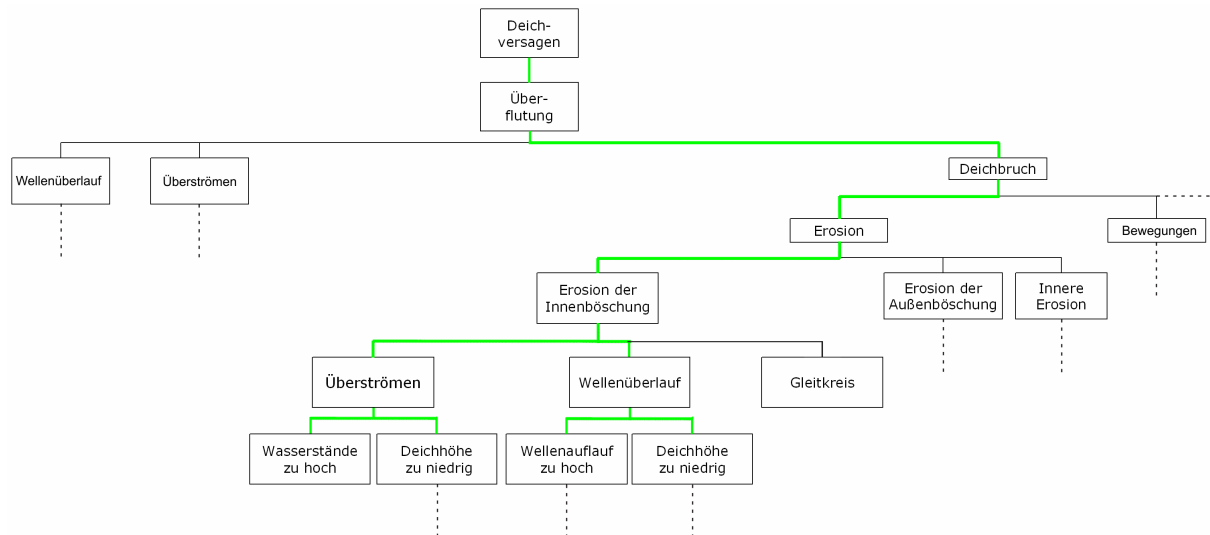 Deich-
versagen
Über-
flutung
Wellenüberlauf
Überströmen
Deichbruch
Erosion
Bewegungen
Erosion der
Innenböschung
Erosion der
Außenböschung
Innere
Erosion
Überströmen
Wellenüberlauf
Gleitkreis
Wasserstände
zu hoch
Deichhöhe
zu niedrig
Wellenauflauf
zu hoch
Deichhöhe
zu niedrig